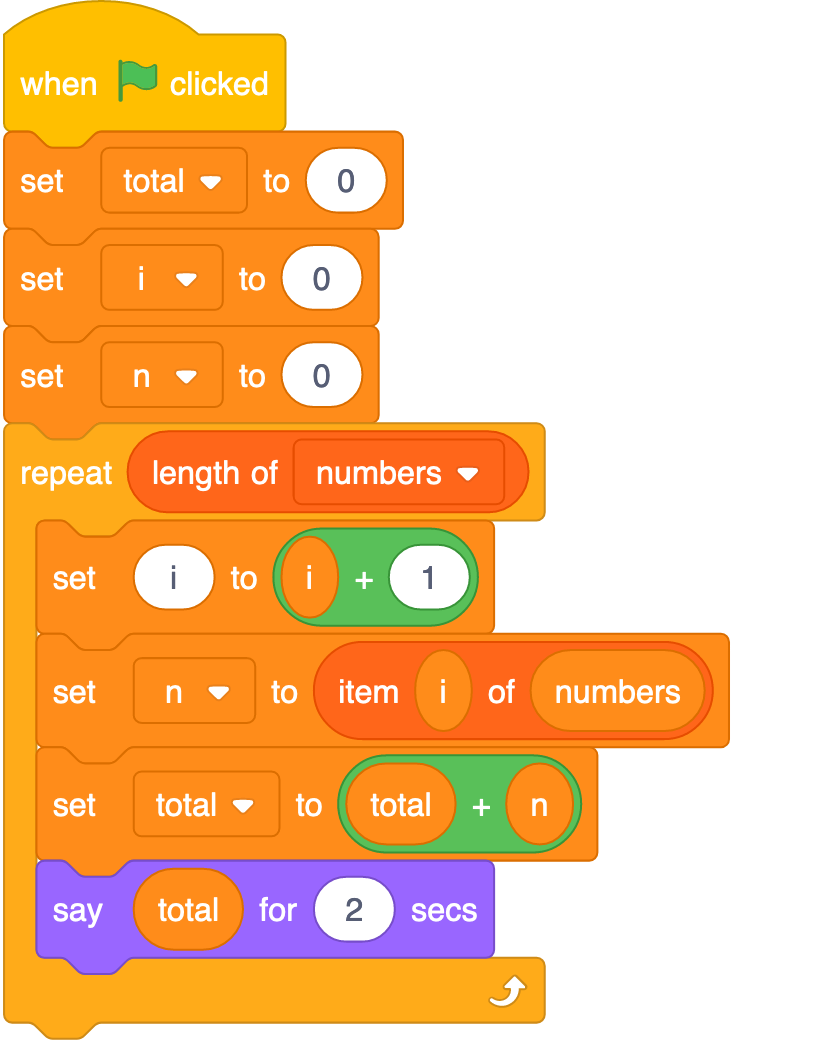 when clicked
set total to 0
set i to 0
set n to 0
repeat length of numbers
set i to i + 1
set n to item i of numbers
set total to total + n
say total for 2 secs